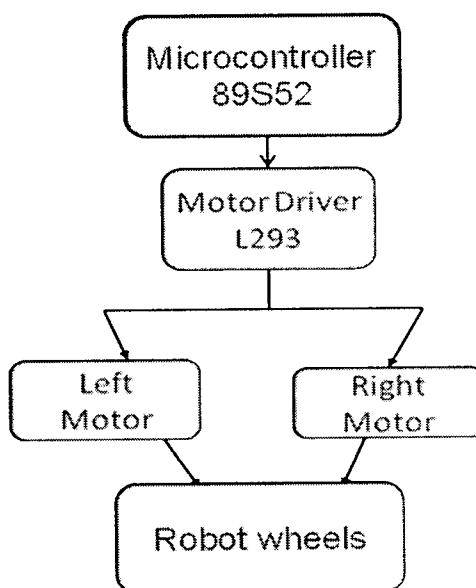 Microcontroller
89S52
Motor Driver
L293
Left
Motor
Right
Motor
Robot wheels